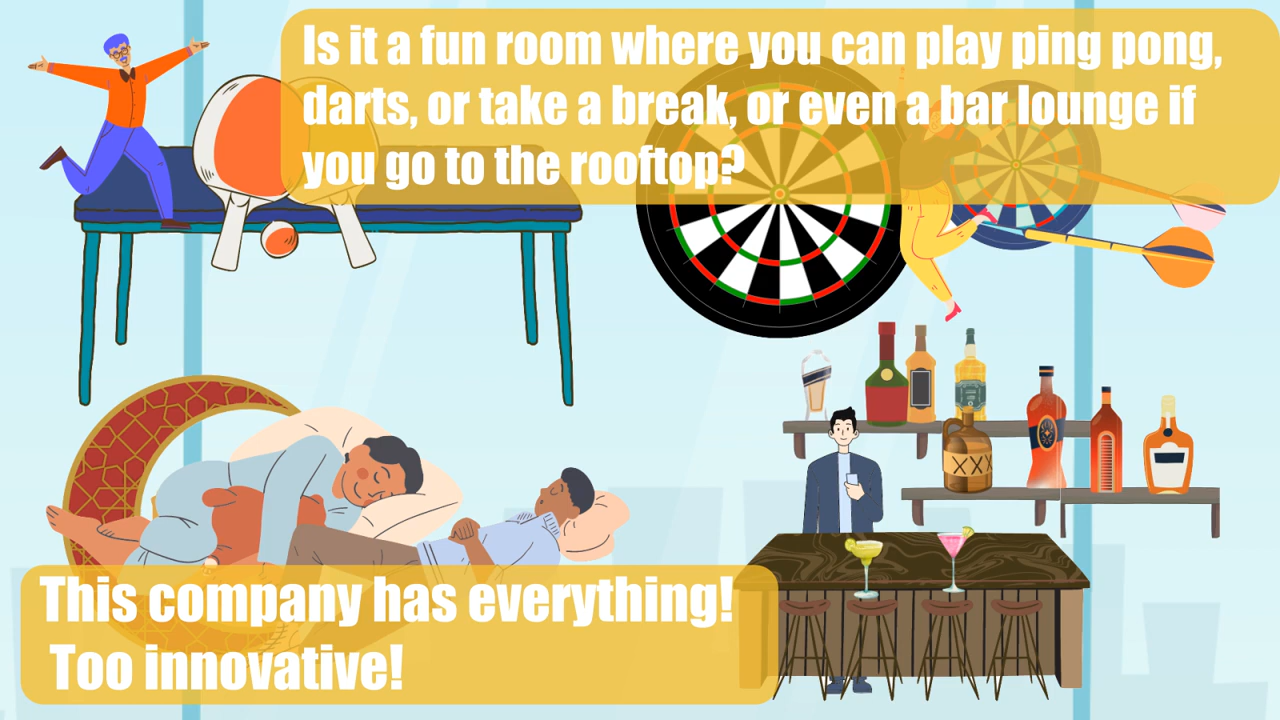 Is it a fun room where you can play ping pong,
darts, or take a break, or even a bar lounge if
you go to the rooftop?
XXX
This company has everything!
Too innovative!